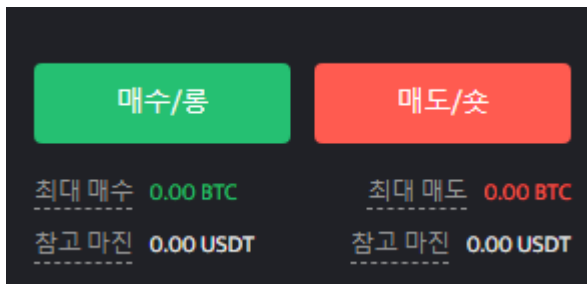 매수/롱 매도/숏
최대 매수 0.00 BTC 최대 매도 0.00 BTC
참고 마진 0.00 USDT 참고 마진 0.00 USDT